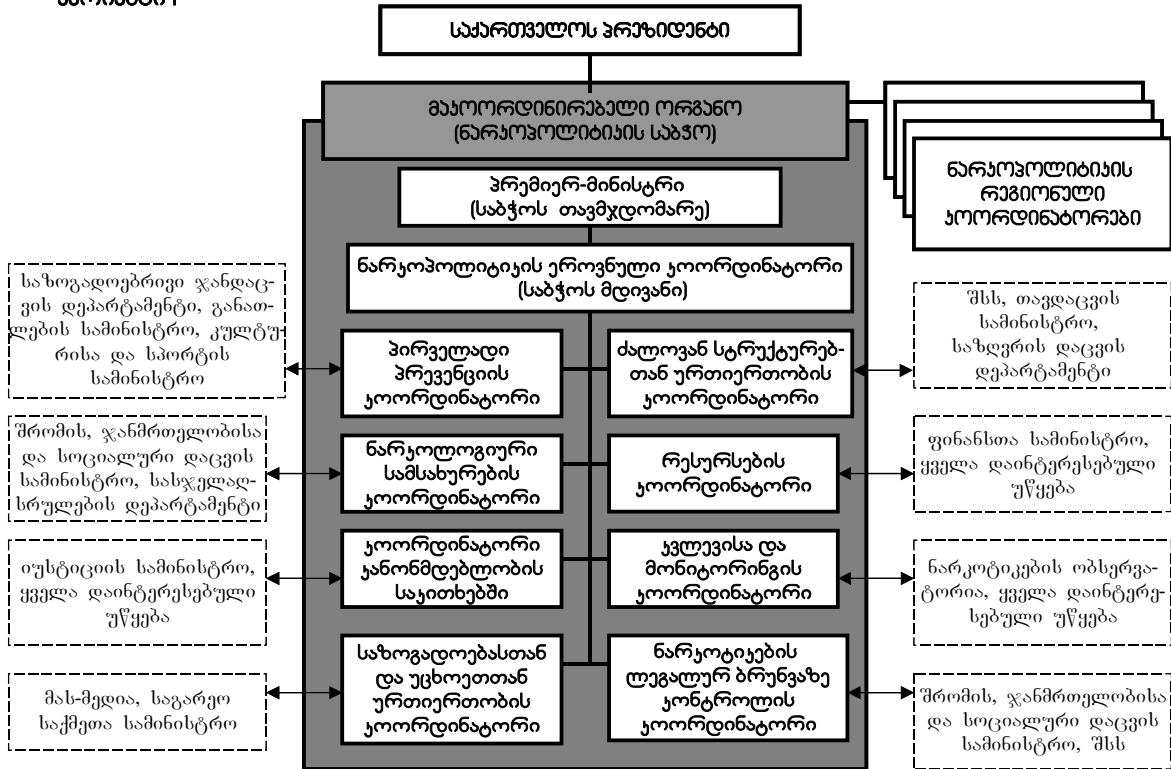 საქართველოს პრეზიდენტი
მაკოორდინირებელი ორგანო
(ნარკოპოლიტიკის საბჭო)
ნარკოპოლიტიკის
რეგიონული
კოორდინატორები
პრემიერ-მინისტრი
(საბჭოს თავმჯდომარე)
ნარკოპოლიტიკის ეროვნული კოორდინატორი
(საბჭოს მდივანი)
საზოგადოებრივი ჯანდაც-
ვის დეპარტამენტი, განათ-
ლების სამინისტრო, კულტუ-
რისა და სპორტის
სამინისტრო
პირველადი
პრევენციის
კოორდინატორი
ძალოვან სტრუქტურებ-
თან ურთიერთობის
კოორდინატორი
შსს, თავდაცვის
სამინისტრო,
საზღვრის დაცვის
დეპარტამენტი
შრომის, ჯანმრთელობისა
და სოციალური დაცვის
სამინისტრო, სასჯელაღ-
სრულების დეპარტამენტი
ნარკოლოგიური
სამსახურების
კოორდინატორი
რესურსების
კოორდინატორი
ფინანსთა სამინისტრო,
ყველა დაინტერესებული
უწყება
იუსტიციის სამინისტრო,
ყველა დაინტერესებული
უწყება
კოორდინატორი
კანონმდებლობის
საკითხებში
კვლევისა და
მონიტორინგის
კოორდინატორი
ნარკოტიკების ობსერვა-
ტორია, ყველა დაინტერე-
სებული უწყება
მას-მედია, საგარეო
საქმეთა სამინისტრო
საზოგადოებასთან
და უცხოეთთან
ურთიერთობის
კოორდინატორი
ნარკოტიკების
ლეგალურ ბრუნვაზე
კონტროლის
კოორდინატორი
შრომის, ჯანმრთელობისა
და სოციალური დაცვის
სამინისტრო, შსს